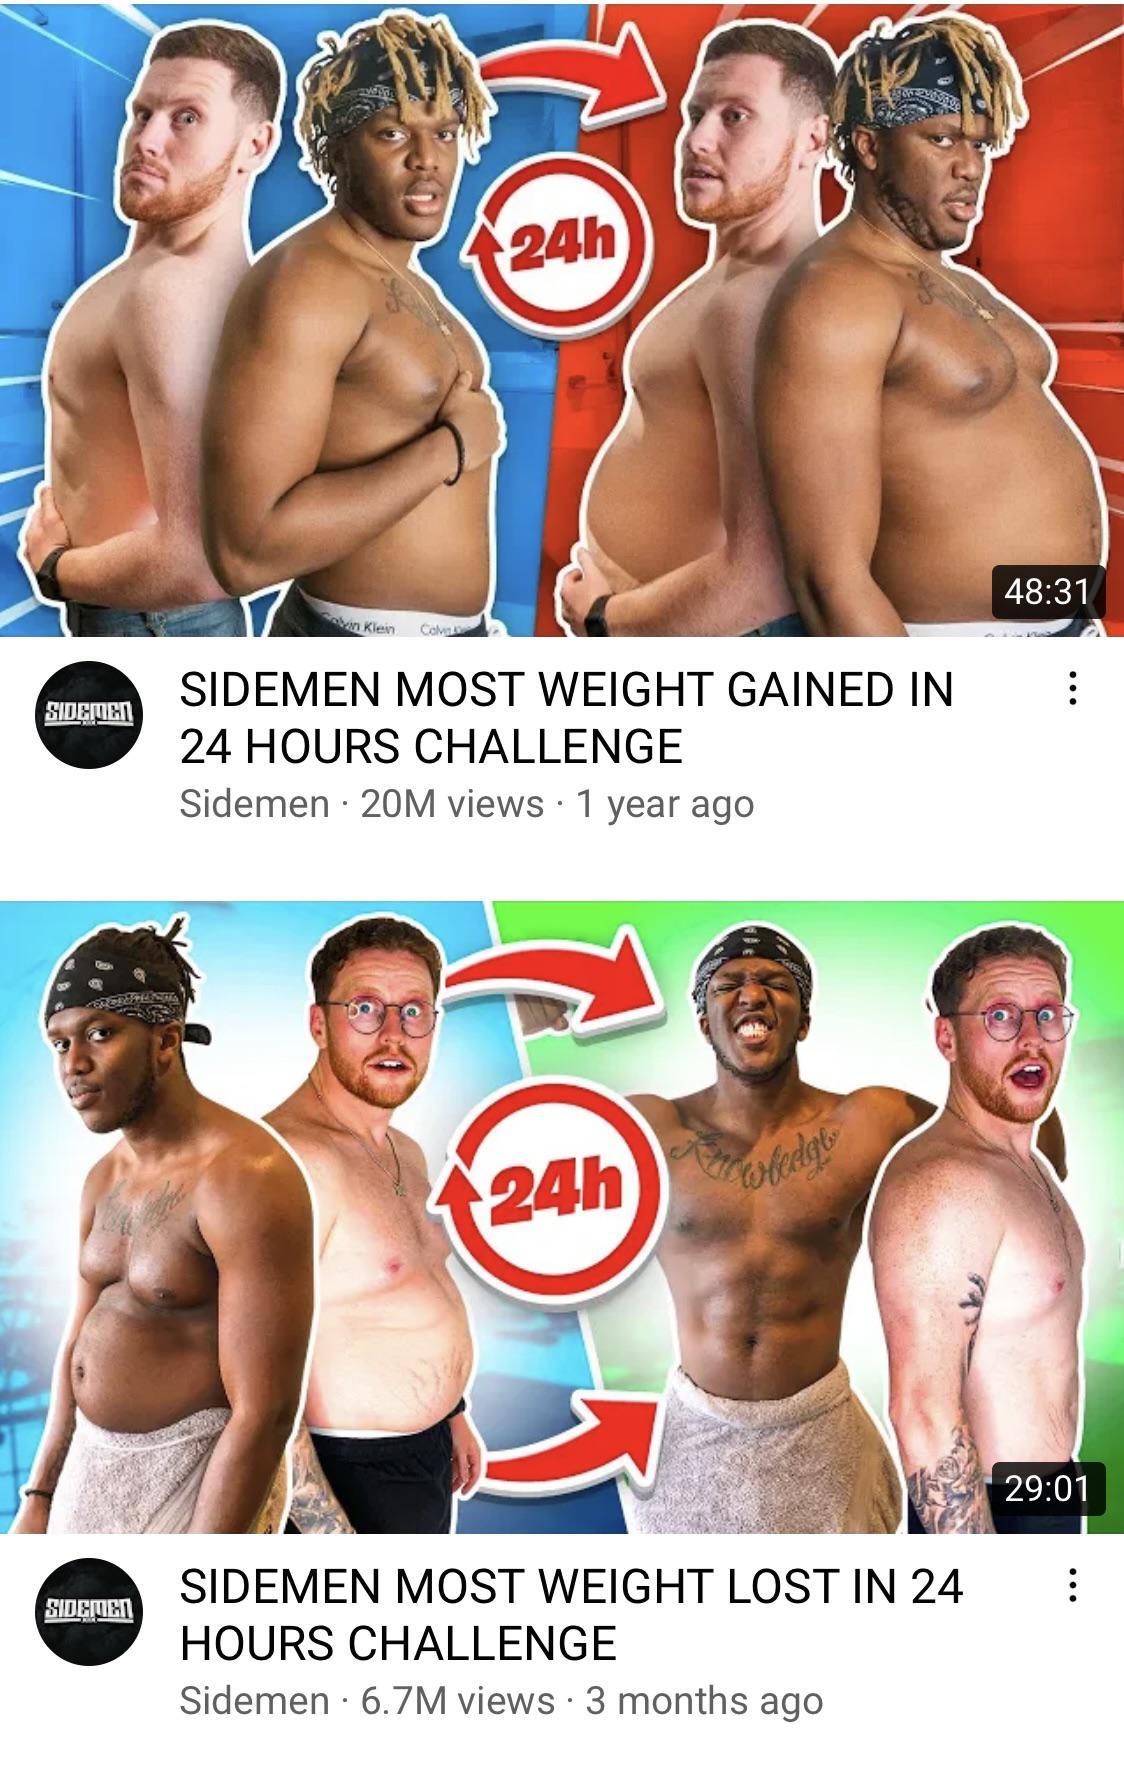 24h
Calvin Klein
Calvin
48:31
SIDEMEN
SIDEMEN MOST WEIGHT GAINED IN
24 HOURS CHALLENGE
Sidemen · 20M views · 1 year ago
24h
Knowledge
29:01
SIDEMEN
SIDEMEN MOST WEIGHT LOST IN 24
HOURS CHALLENGE
Sidemen · 6.7M views · 3 months ago